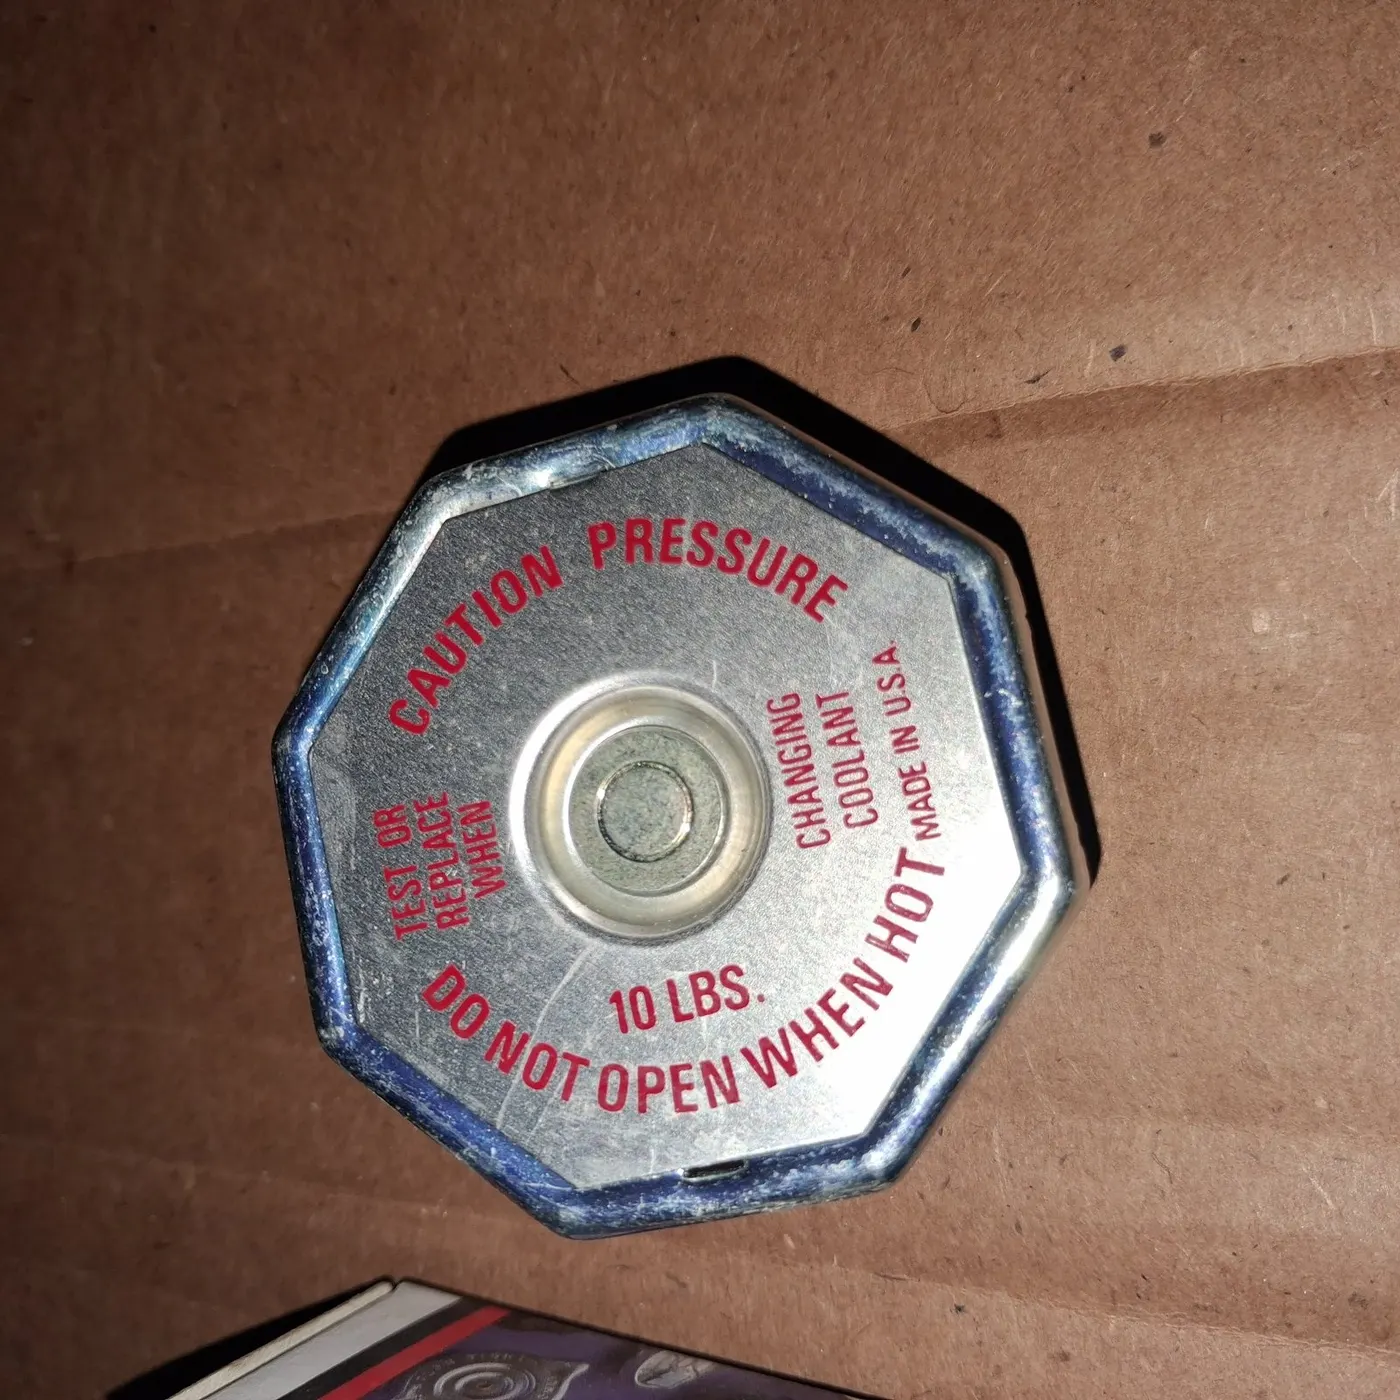 CAUTION PRESSURE
TEST OR
REPLACE
WHEN
CHANGING
COOLANT
MADE IN U.S.A.
10 LBS.
DO NOT OPEN WHEN HOT